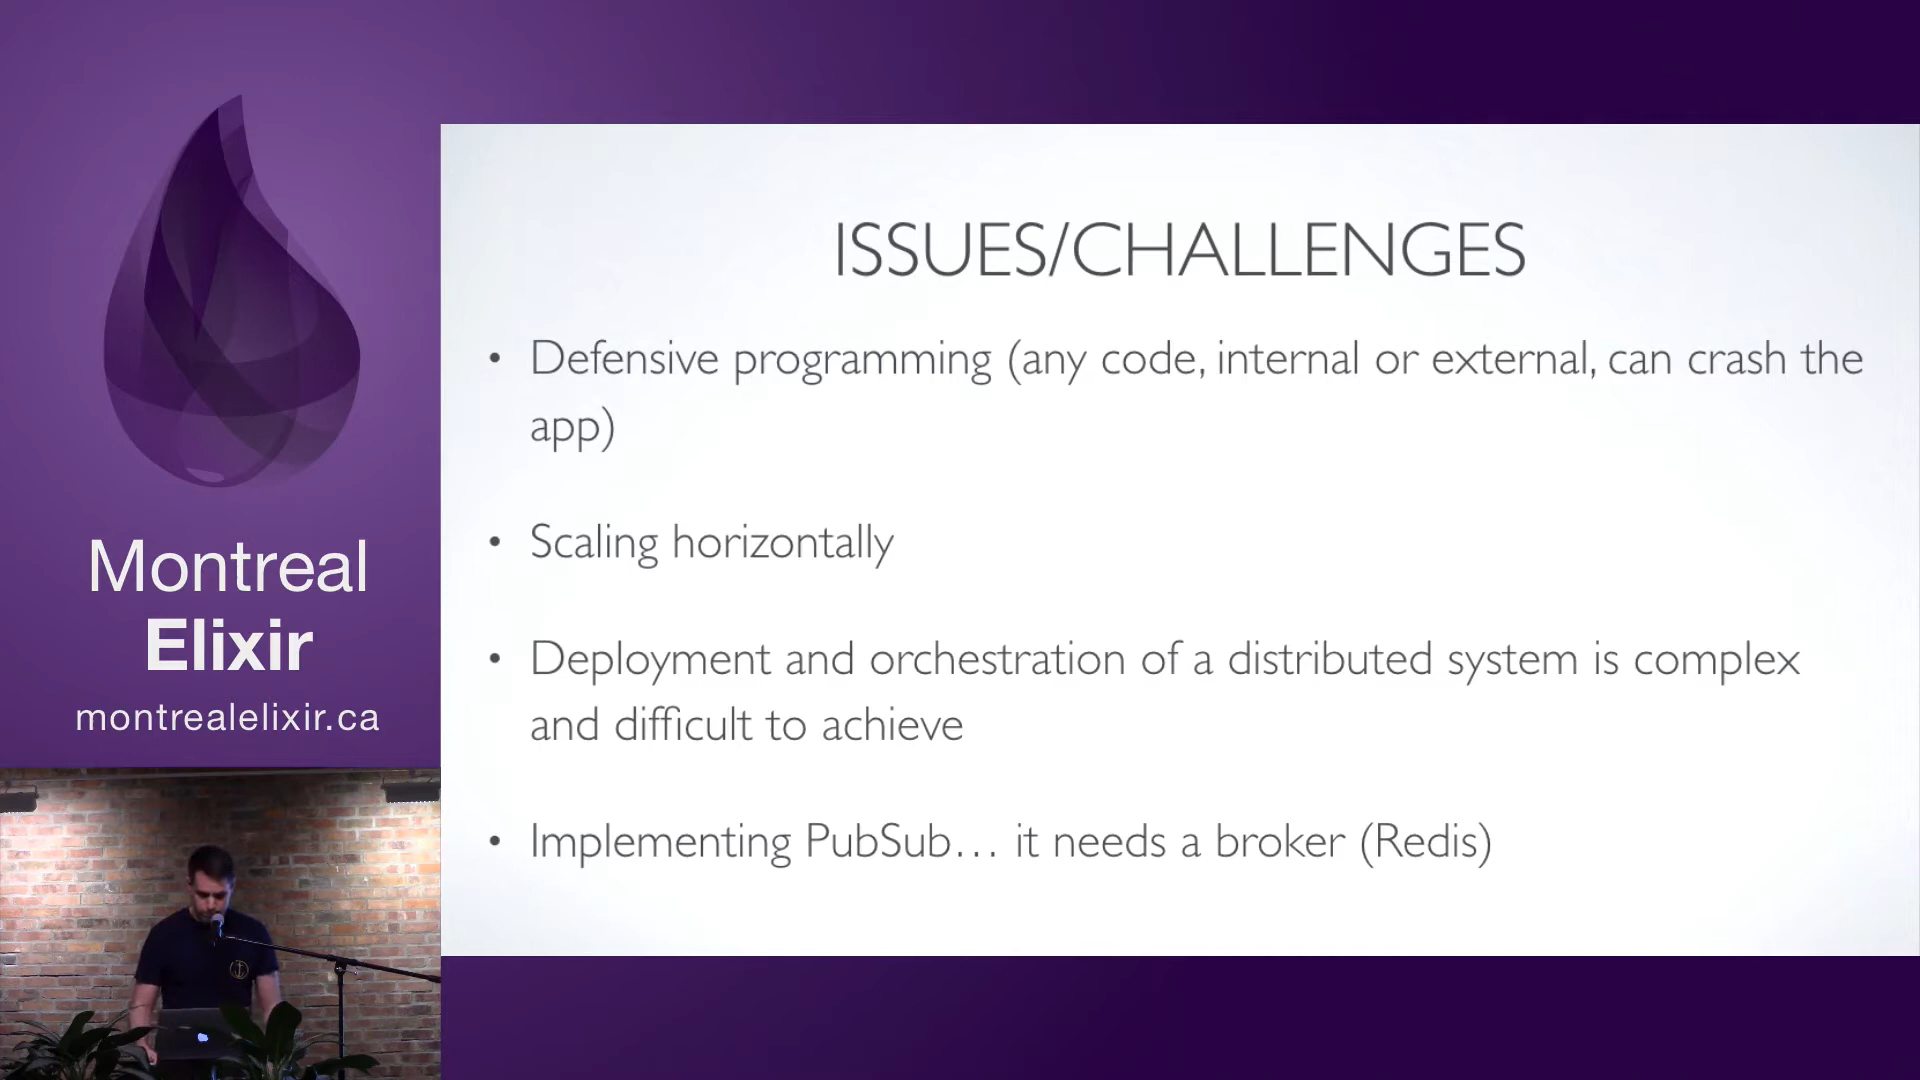 Montreal
Elixir
montrealelixir.ca
ISSUES/CHALLENGES
• Defensive programming (any code, internal or external, can crash the
app)
• Scaling horizontally
• Deployment and orchestration of a distributed system is complex
and difficult to achieve
• Implementing PubSub… it needs a broker (Redis)